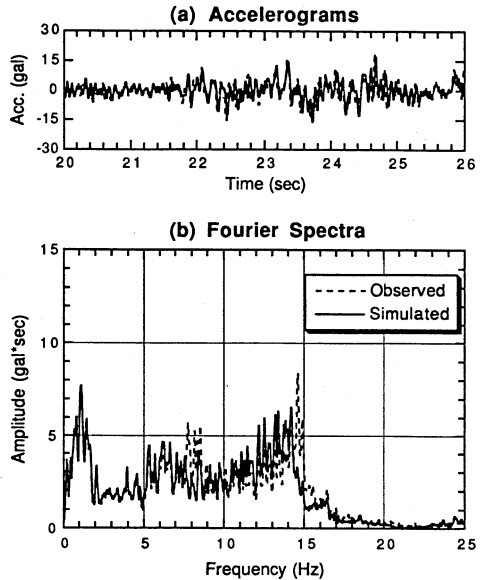 (a) Accelerograms
30
15
0
-15
-30
Acc. (gal)
20 21 22 23 24 25 26
Time (sec)
(b) Fourier Spectra
15
10
5
0
Amplitude (gal*sec)
Observed
Simulated
0 5 10 15 20 25
Frequency (Hz)